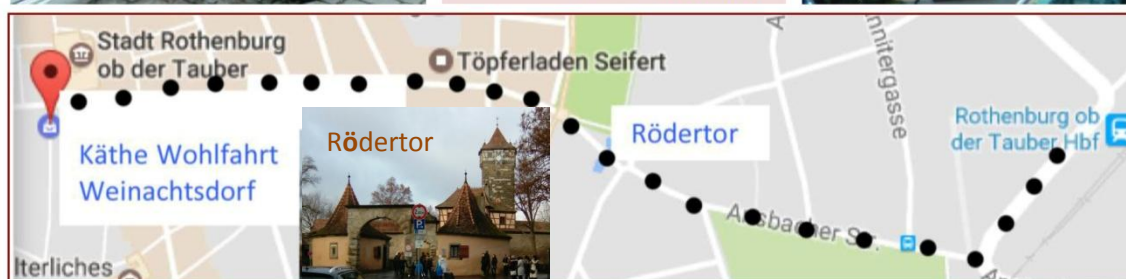 Stadt Rothenburg
ob der Tauber
Töpferladen Seifert
Käthe Wohlfahrt
Weinachtsdorf
Rödertor
Rödertor
nnitergasse
Rothenburg ob
der Tauber Hbf
Ansbacher Str.
lterliches